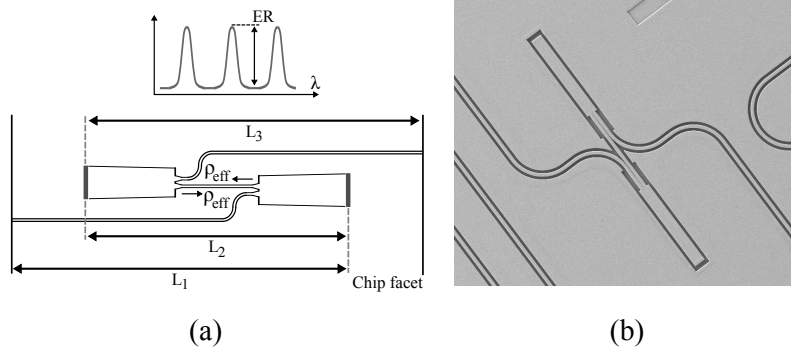 ER
λ
L3
ρeff
ρeff
L2
L1
Chip facet
(a)
(b)